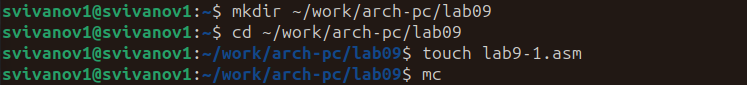 svivanov1@svivanov1:~$ mkdir ~/work/arch-pc/lab09
svivanov1@svivanov1:~$ cd ~/work/arch-pc/lab09
svivanov1@svivanov1:~/work/arch-pc/lab09$ touch lab9-1.asm
svivanov1@svivanov1:~/work/arch-pc/lab09$ mc